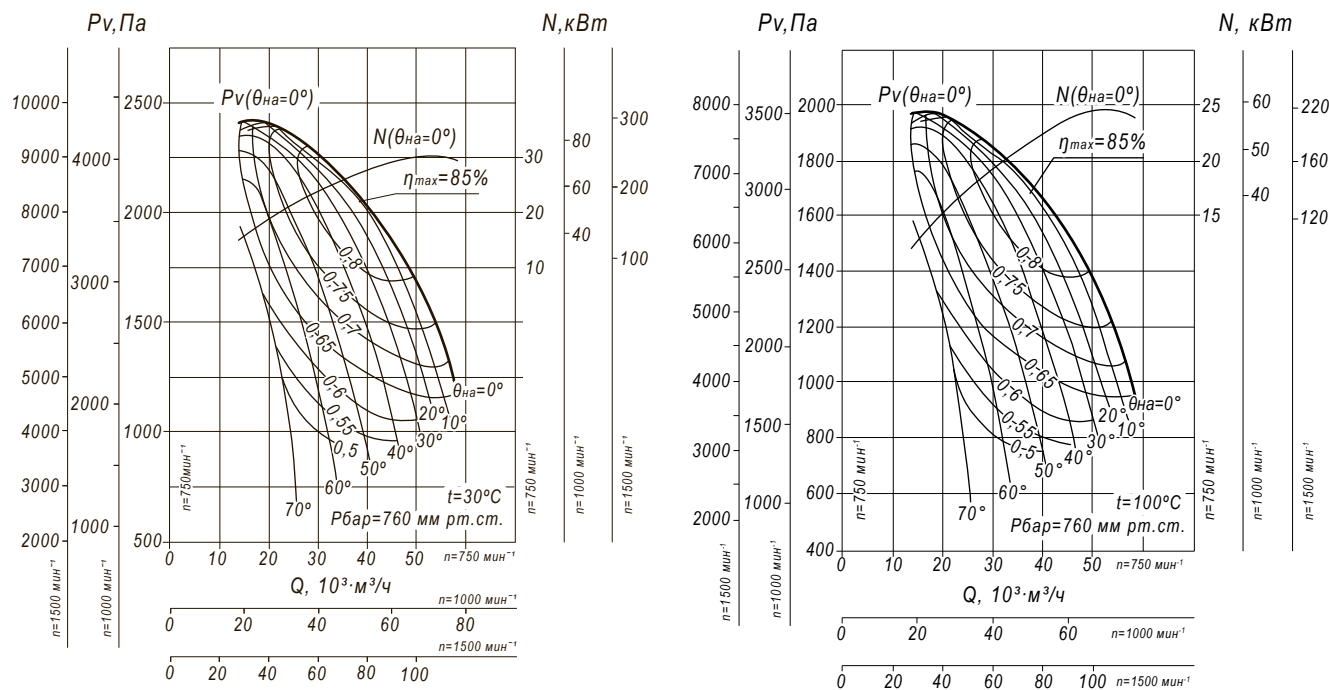 Pv,Па
N,кВт
10000
9000
8000
7000
6000
5000
4000
3000
2000
n=1500 мин⁻¹
4000
3000
2000
1000
n=1000 мин⁻¹
2500
2000
1500
1000
500
n=750мин⁻¹
Pv(θна=0°)
N(θна=0°)
ηmax=85%
0,8
0,75
0,7
0,65
0,6
0,55
0,5
θна=0°
10°
20°
30°
40°
50°
60°
70°
t=30°C
Pбар=760 мм рт.ст.
30
20
10
n=750 мин⁻¹
80
60
40
n=1000 мин⁻¹
300
200
100
n=1500 мин⁻¹
0 10 20 30 40 50 n=750 мин⁻¹
Q, 10³·м³/ч
n=1000 мин⁻¹
0 20 40 60 80
n=1500 мин⁻¹
0 20 40 60 80 100
Pv,Па
N, кВт
8000
7000
6000
5000
4000
3000
2000
n=1500 мин⁻¹
3500
3000
2500
2000
1500
1000
n=1000 мин⁻¹
2000
1800
1600
1400
1200
1000
800
600
400
n=750 мин⁻¹
Pv(θна=0°)
N(θна=0°)
ηmax=85%
0,8
0,75
0,7
0,65
0,6
0,55
0,5
θна=0°
10°
20°
30°
40°
50°
60°
70°
t=100°C
Pбар=760 мм рт.ст.
25
20
15
n=750 мин⁻¹
60
50
40
n=1000 мин⁻¹
220
160
120
n=1500 мин⁻¹
0 10 20 30 40 50 n=750 мин⁻¹
Q, 10³·м³/ч
0 20 40 60 n=1000 мин⁻¹
0 20 40 60 80 100 n=1500 мин⁻¹